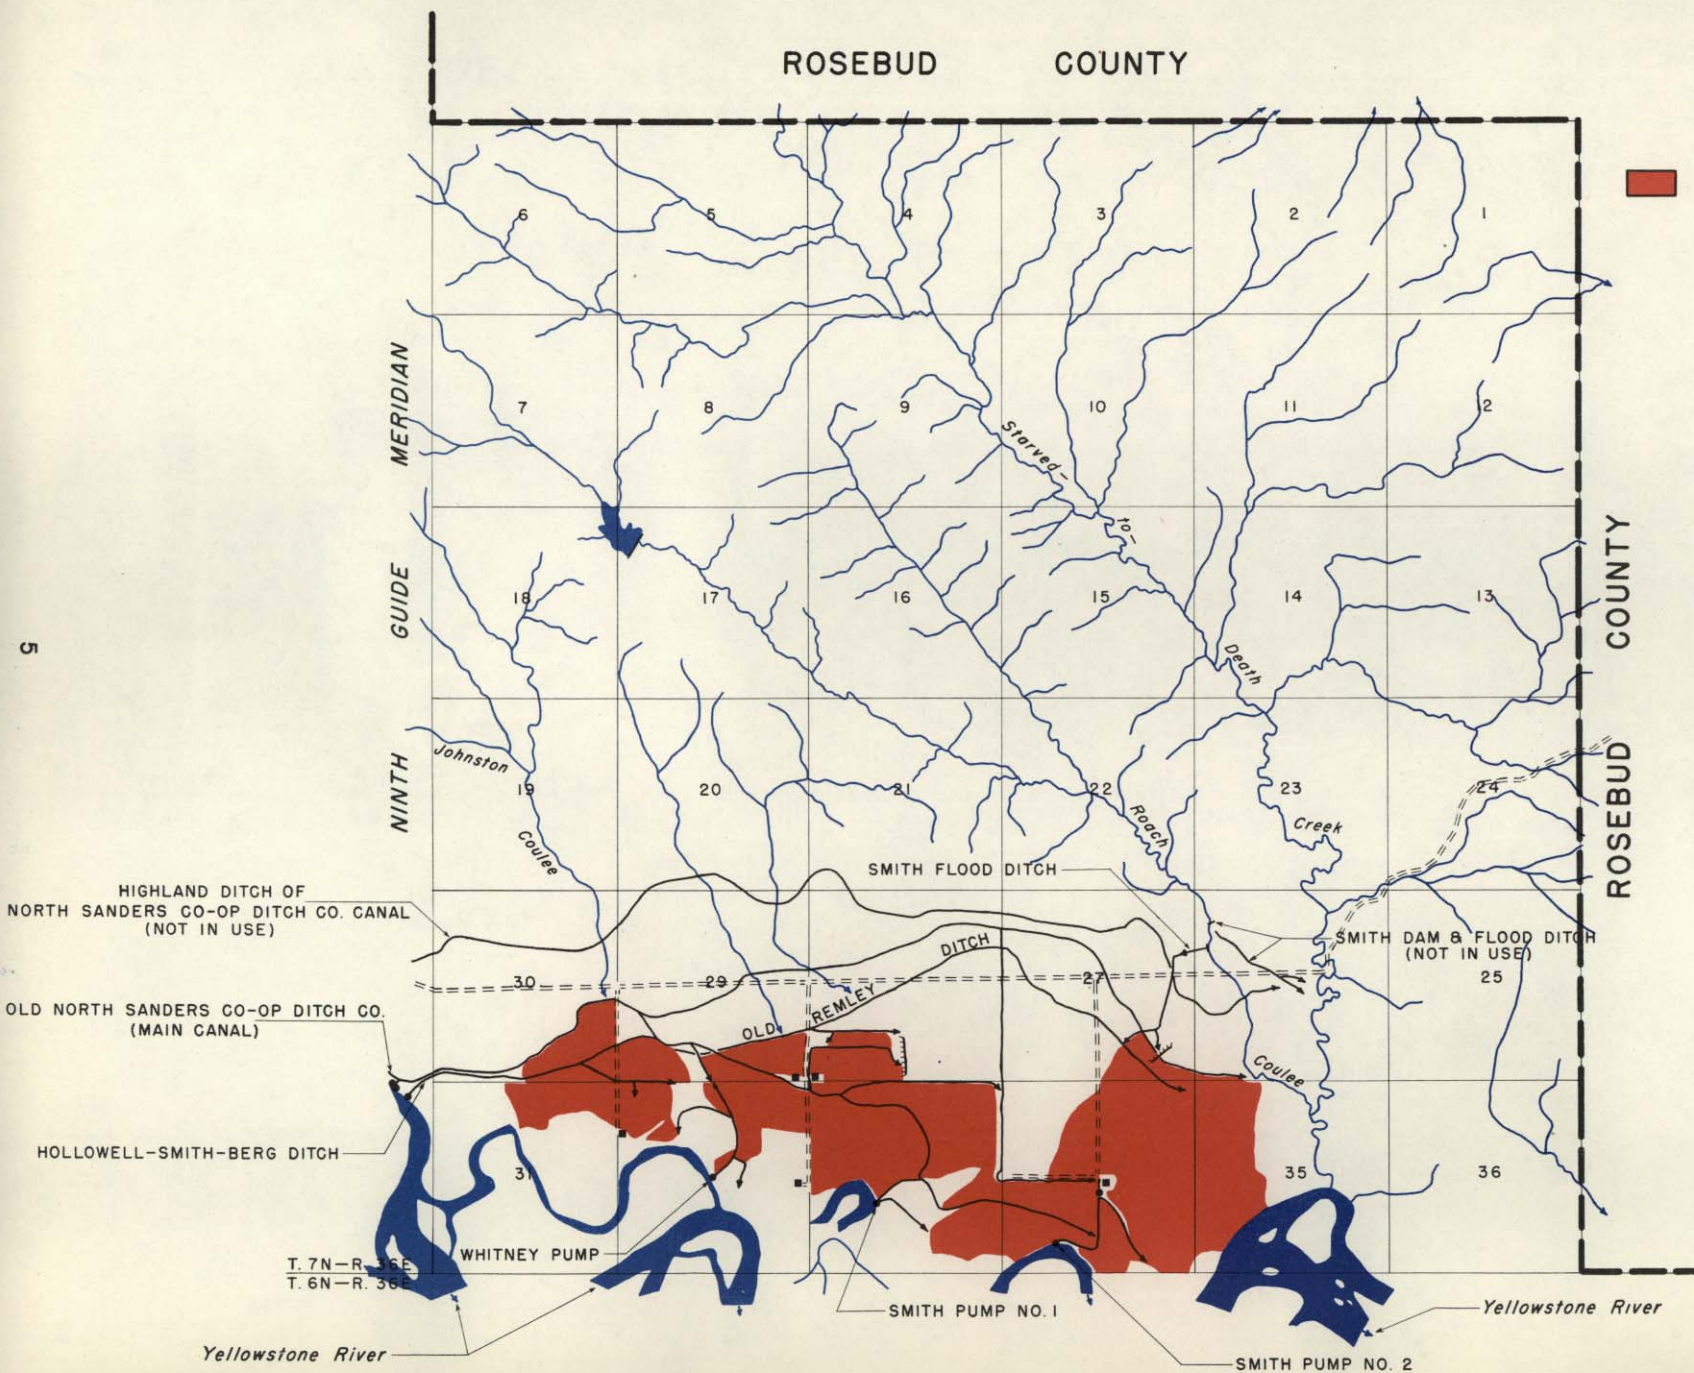 ROSEBUD COUNTY
6 5 4 3 2 1
MERIDIAN
7 8 9 10 11 12
Starved-
to-
GUIDE
18 17 16 15 14 13
COUNTY
5
Death
NINTH
Johnston
19 20 21 22 23 24
Coulee
Roach
Creek
ROSEBUD
SMITH FLOOD DITCH
HIGHLAND DITCH OF
NORTH SANDERS CO-OP DITCH CO. CANAL
(NOT IN USE)
DITCH
SMITH DAM & FLOOD DITCH
(NOT IN USE)
30 29 27 25
OLD REMLEY
OLD NORTH SANDERS CO-OP DITCH CO.
(MAIN CANAL)
Coulee
HOLLOWELL-SMITH-BERG DITCH
31 35 36
WHITNEY PUMP
T. 7N-R. 36E
T. 6N-R. 36E
SMITH PUMP NO. 1
Yellowstone River
Yellowstone River
SMITH PUMP NO. 2